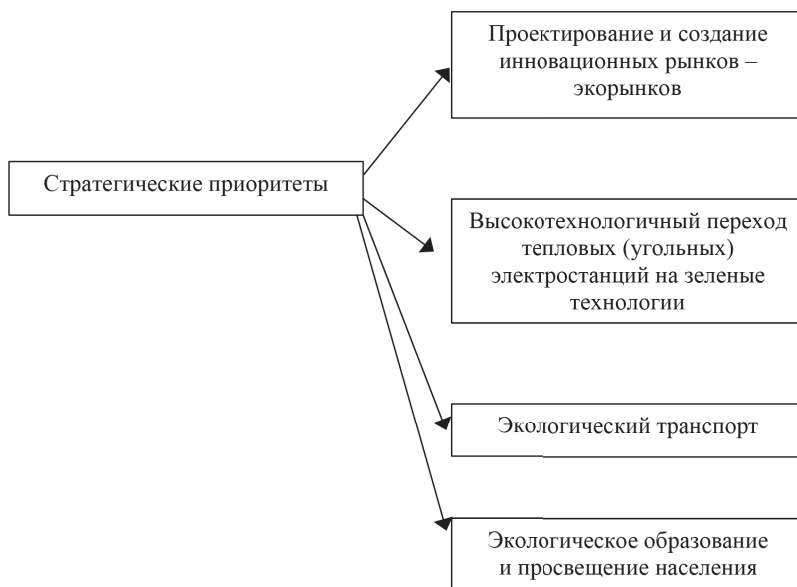 Стратегические приоритеты
Проектирование и создание
инновационных рынков –
экорынков
Высокотехнологичный переход
тепловых (угольных)
электростанций на зеленые
технологии
Экологический транспорт
Экологическое образование
и просвещение населения